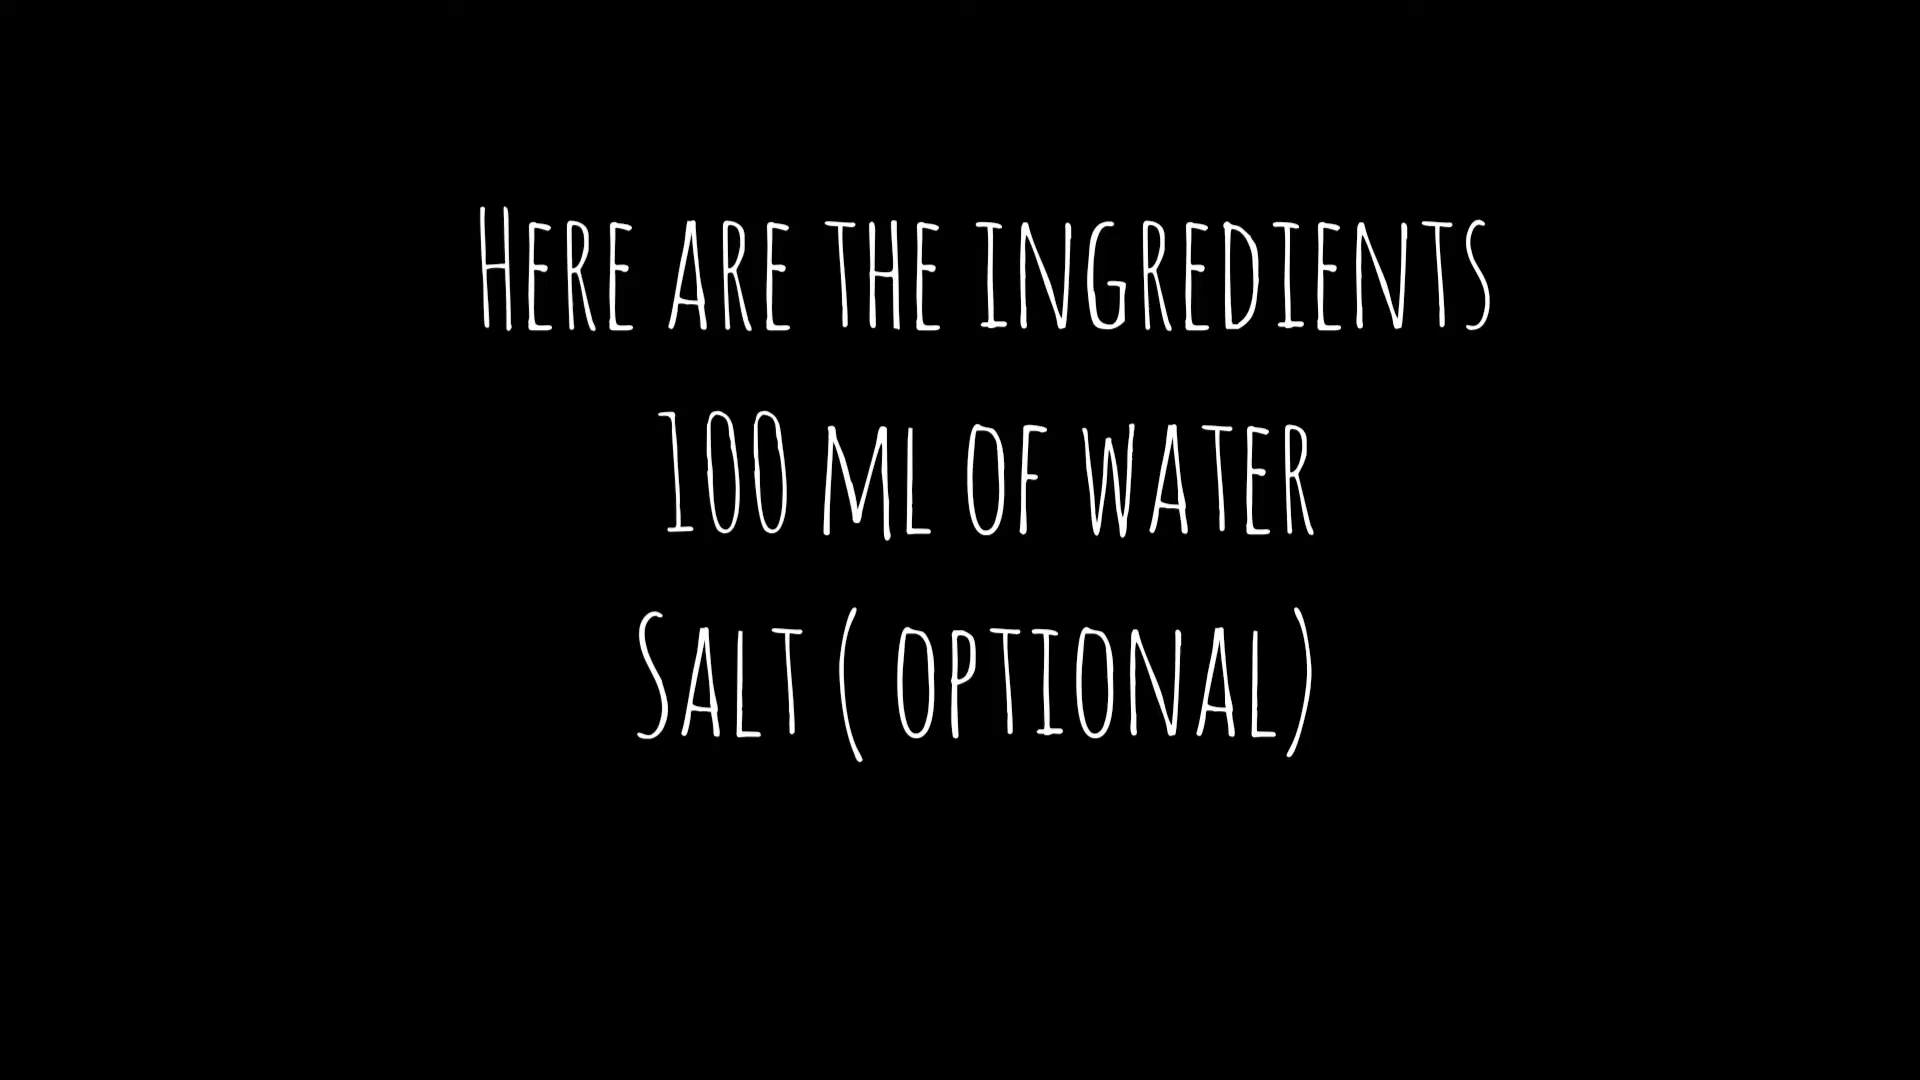 Here are the ingredients
100 ml of water
Salt ( optional)